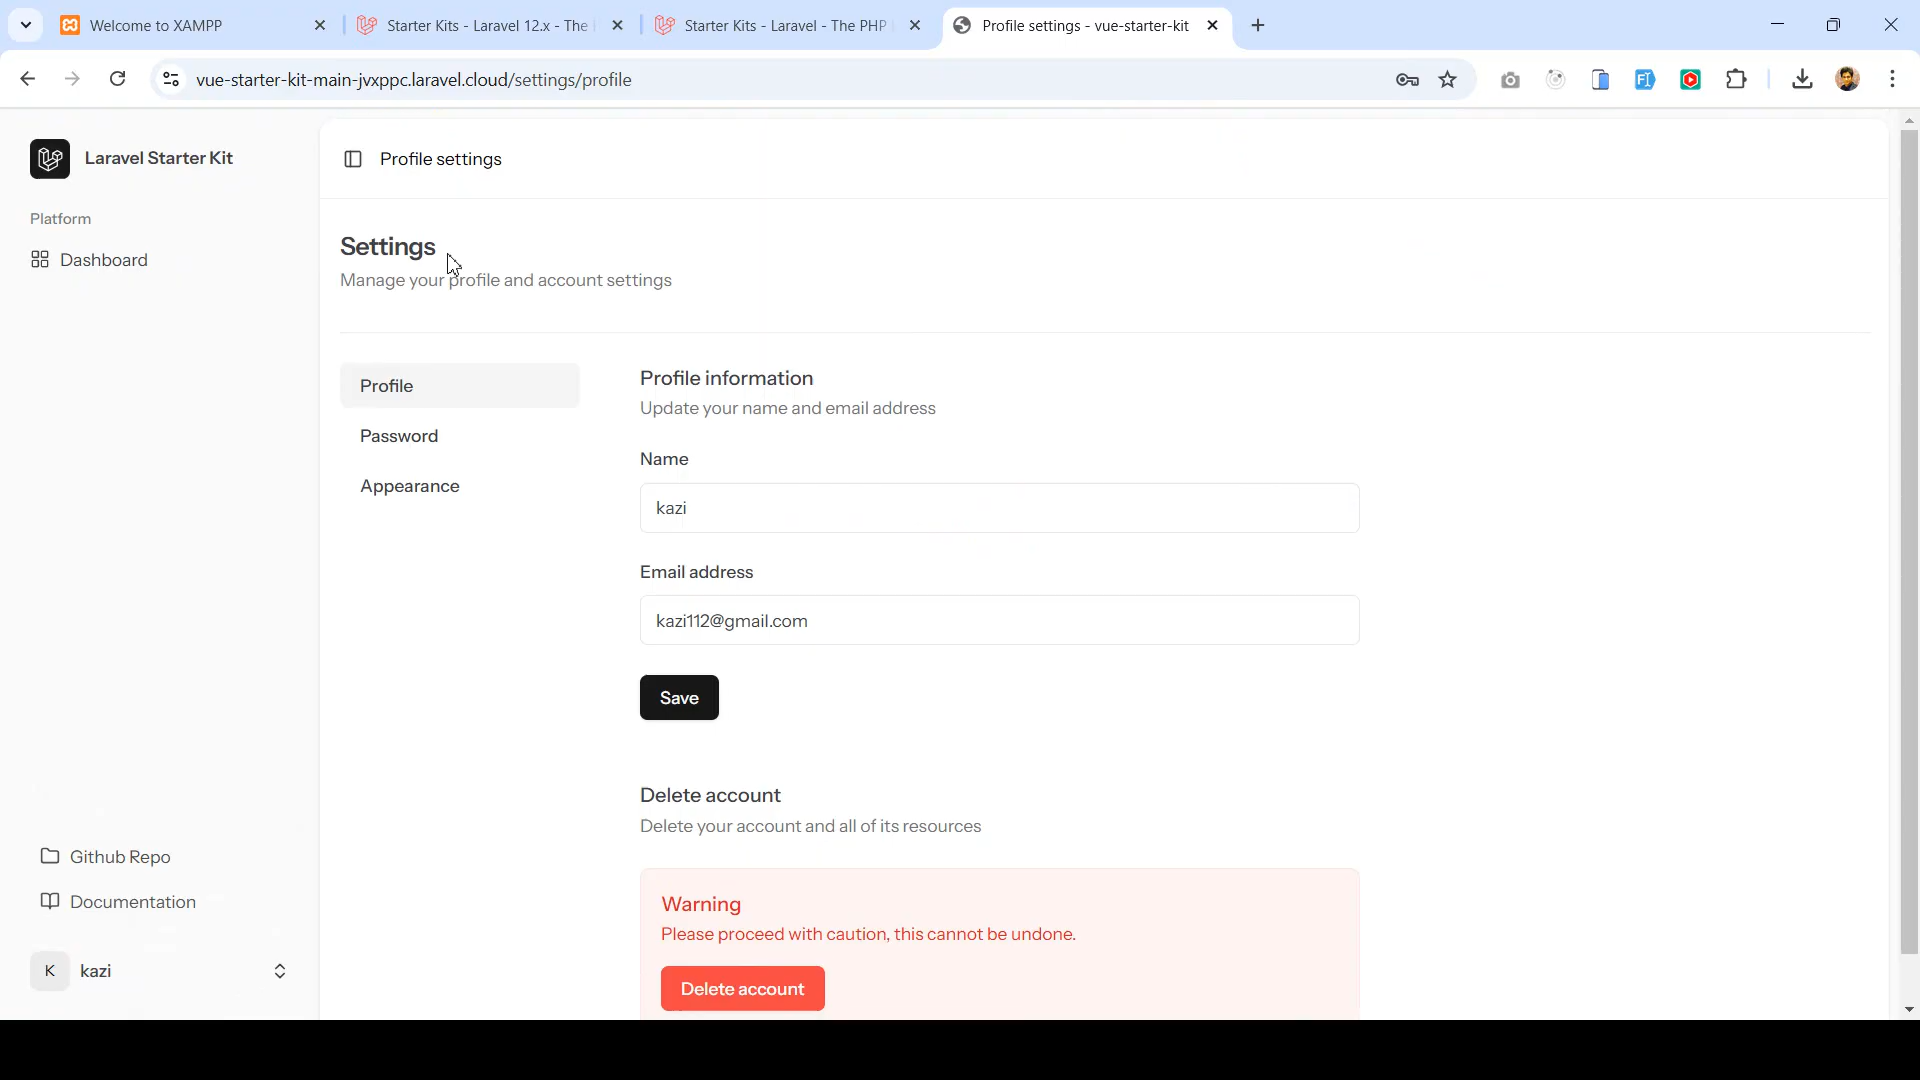 Welcome to XAMPP
Starter Kits - Laravel 12.x - The
Starter Kits - Laravel - The PHP
Profile settings - vue-starter-kit
vue-starter-kit-main-jvxppc.laravel.cloud/settings/profile
Laravel Starter Kit
Profile settings
Platform
Dashboard
Settings
Manage your profile and account settings
Profile
Password
Appearance
Profile information
Update your name and email address
Name
kazi
Email address
kazi112@gmail.com
Save
Delete account
Delete your account and all of its resources
Warning
Please proceed with caution, this cannot be undone.
Delete account
Github Repo
Documentation
K kazi